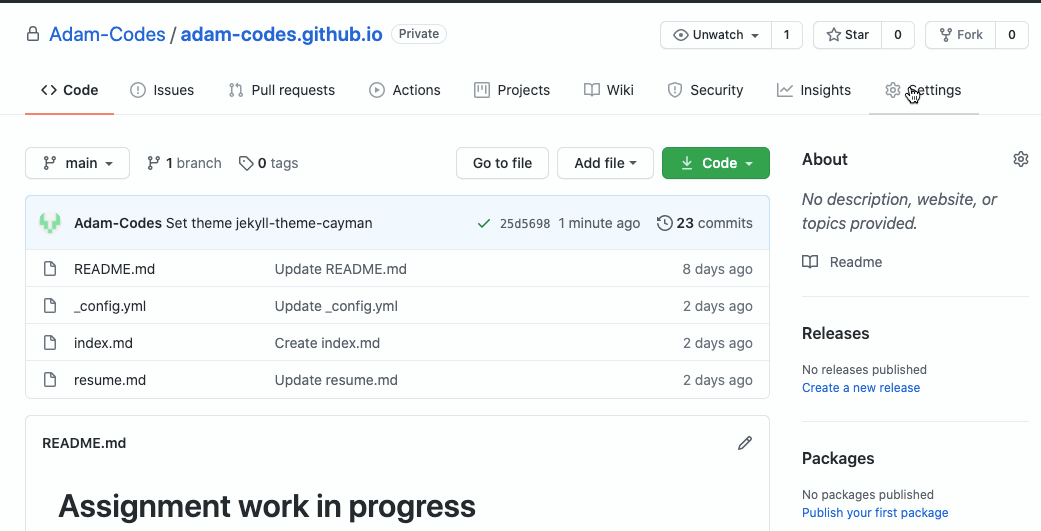 Adam-Codes / adam-codes.github.io Private
Unwatch 1 Star 0 Fork 0
Code Issues Pull requests Actions Projects Wiki Security Insights Settings
main 1 branch 0 tags Go to file Add file Code
Adam-Codes Set theme jekyll-theme-cayman 25d5698 1 minute ago 23 commits
README.md Update README.md 8 days ago
_config.yml Update _config.yml 2 days ago
index.md Create index.md 2 days ago
resume.md Update resume.md 2 days ago
README.md
Assignment work in progress
About
No description, website, or
topics provided.
Readme
Releases
No releases published
Create a new release
Packages
No packages published
Publish your first package